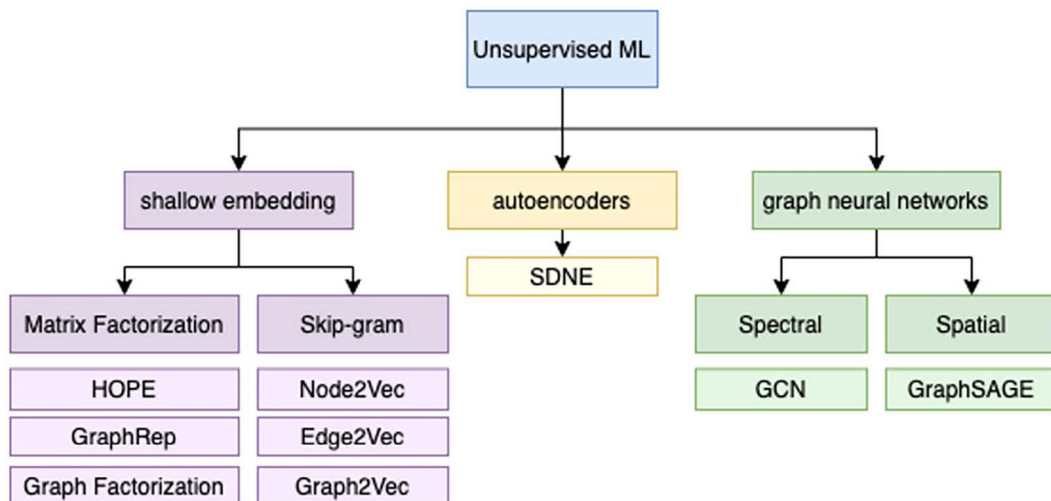 Unsupervised ML
shallow embedding
autoencoders
graph neural networks
SDNE
Matrix Factorization
Skip-gram
Spectral
Spatial
HOPE
Node2Vec
GCN
GraphSAGE
GraphRep
Edge2Vec
Graph Factorization
Graph2Vec